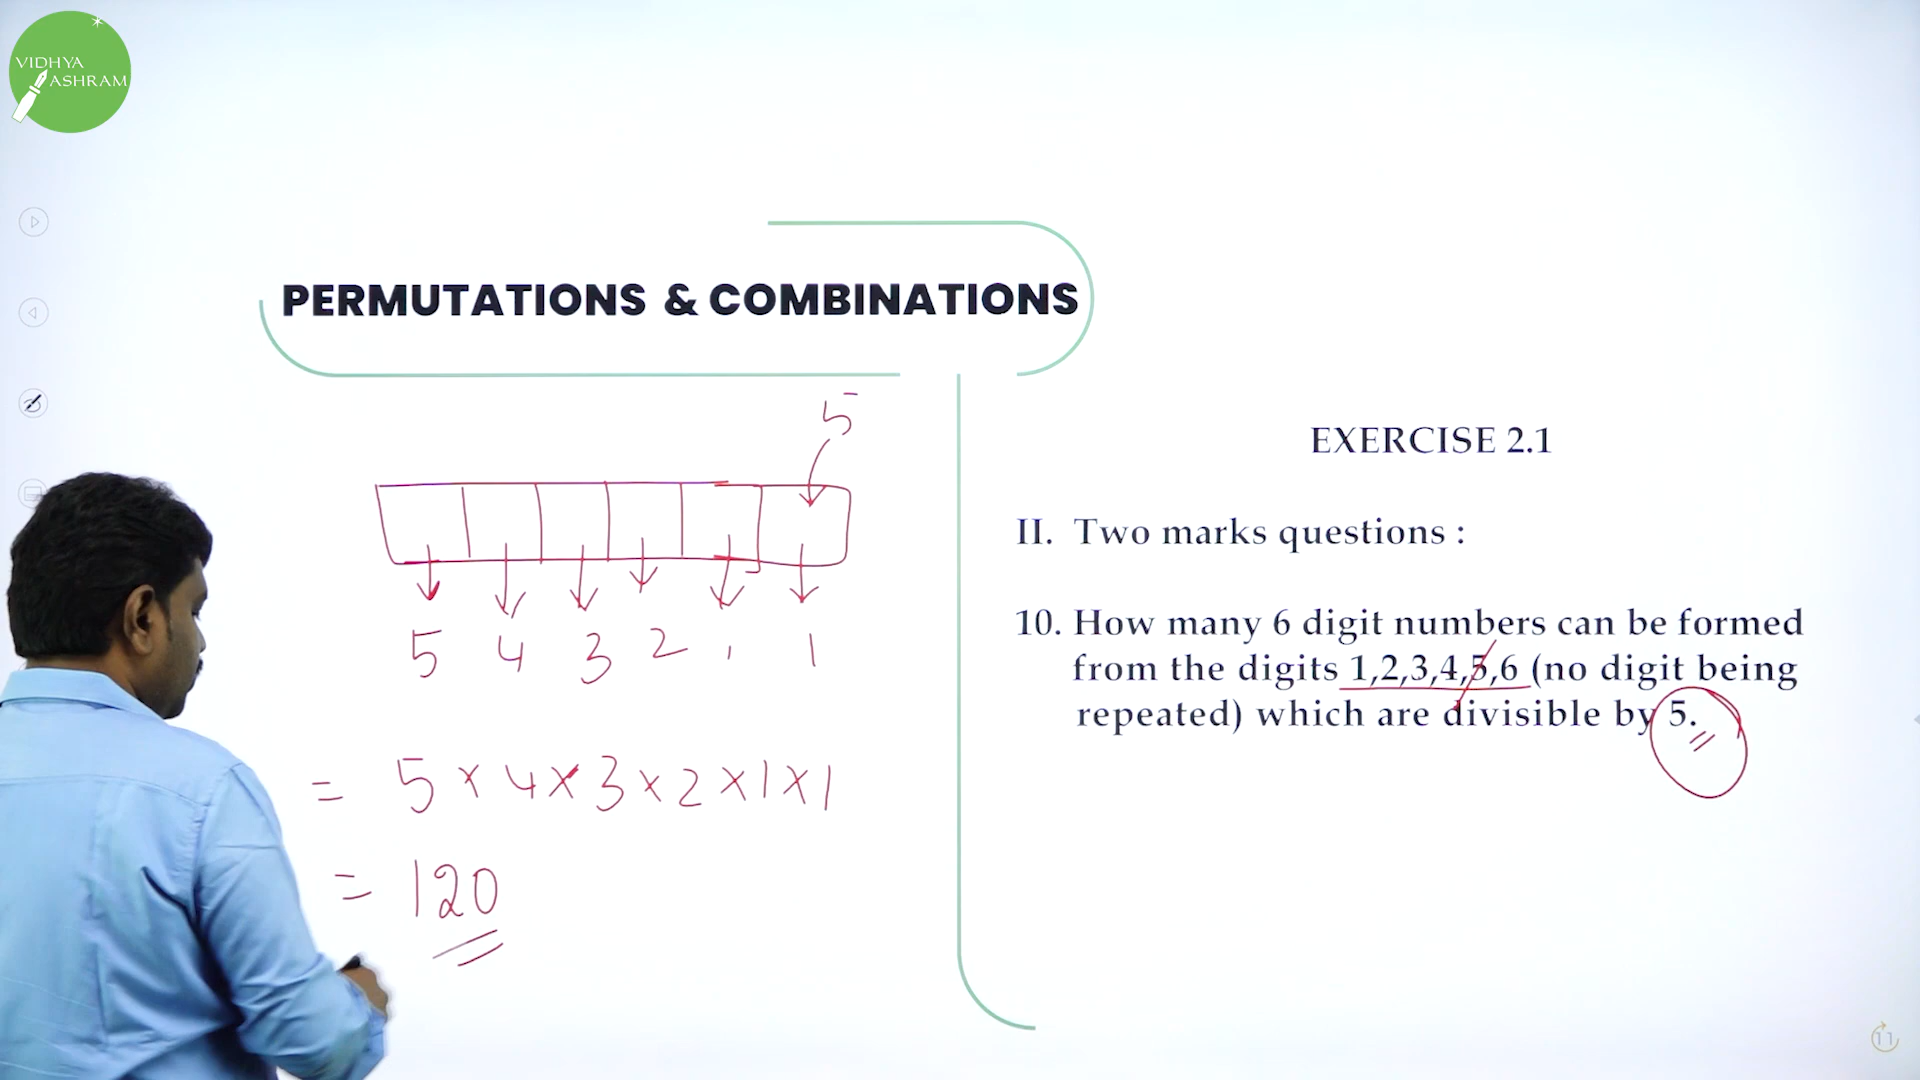 VIDHYA
ASHRAM
PERMUTATIONS & COMBINATIONS
5
5 4 3 2 1 1
= 5 × 4 × 3 × 2 × 1 × 1
= 120
EXERCISE 2.1
II. Two marks questions :
10. How many 6 digit numbers can be formed
from the digits 1,2,3,4,5,6 (no digit being
repeated) which are divisible by 5.
11